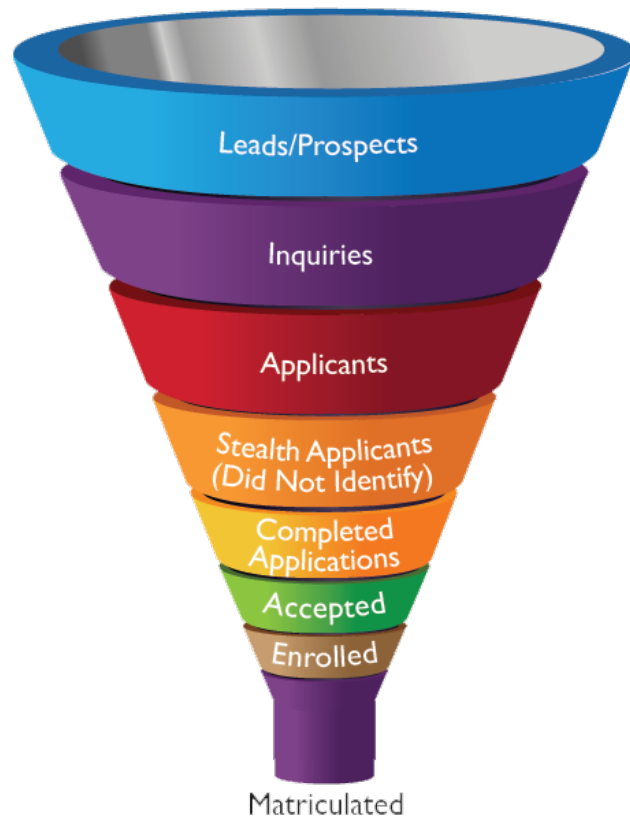 Leads/Prospects
Inquiries
Applicants
Stealth Applicants
(Did Not Identify)
Completed
Applications
Accepted
Enrolled
Matriculated